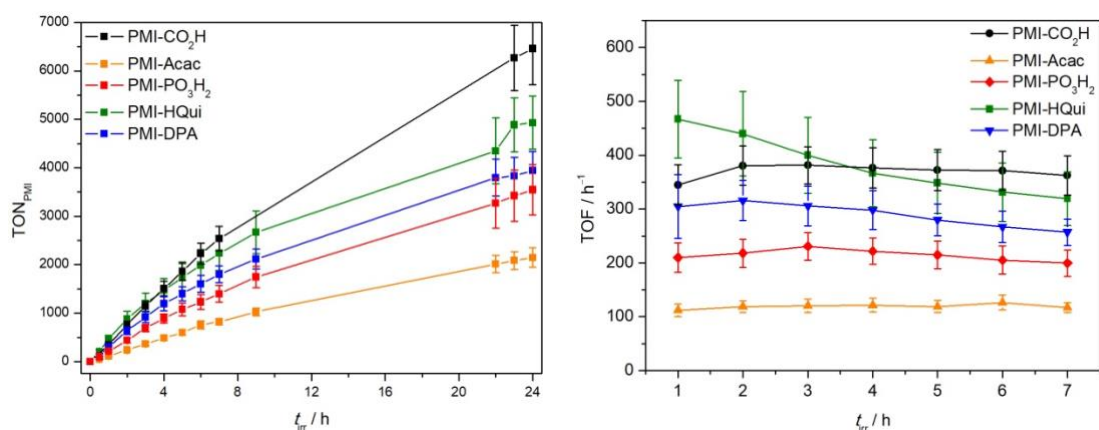 7000
6000
5000
4000
3000
2000
1000
0
TON_PMI
PMI-CO₂H
PMI-Acac
PMI-PO₃H₂
PMI-HQui
PMI-DPA
0 4 8 12 16 20 24
t_irr / h
600
500
400
300
200
100
0
TOF / h⁻¹
PMI-CO₂H
PMI-Acac
PMI-PO₃H₂
PMI-HQui
PMI-DPA
1 2 3 4 5 6 7
t_irr / h